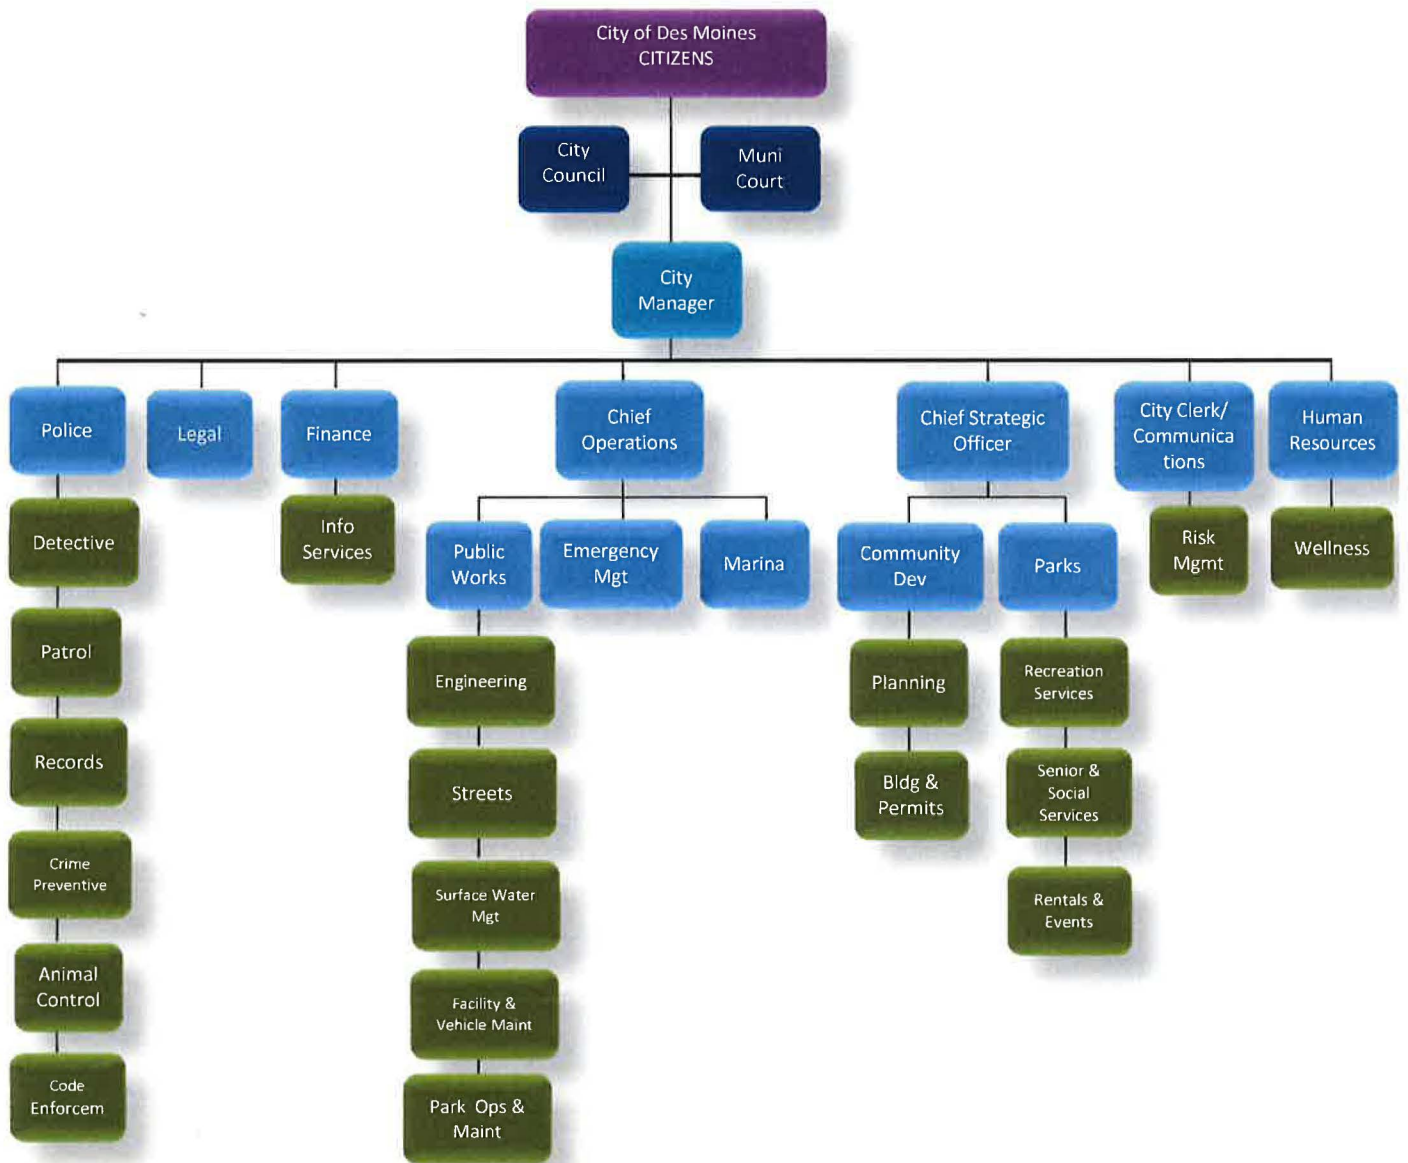 City of Des Moines
CITIZENS
City
Council
Muni
Court
City
Manager
Police
Legal
Finance
Chief
Operations
Chief Strategic
Officer
City Clerk/
Communica
tions
Human
Resources
Detective
Info
Services
Public
Works
Emergency
Mgt
Marina
Community
Dev
Parks
Risk
Mgmt
Wellness
Patrol
Engineering
Planning
Recreation
Services
Records
Streets
Bldg &
Permits
Senior &
Social
Services
Crime
Preventive
Surface Water
Mgt
Rentals &
Events
Animal
Control
Facility &
Vehicle Maint
Code
Enforcem
Park Ops &
Maint